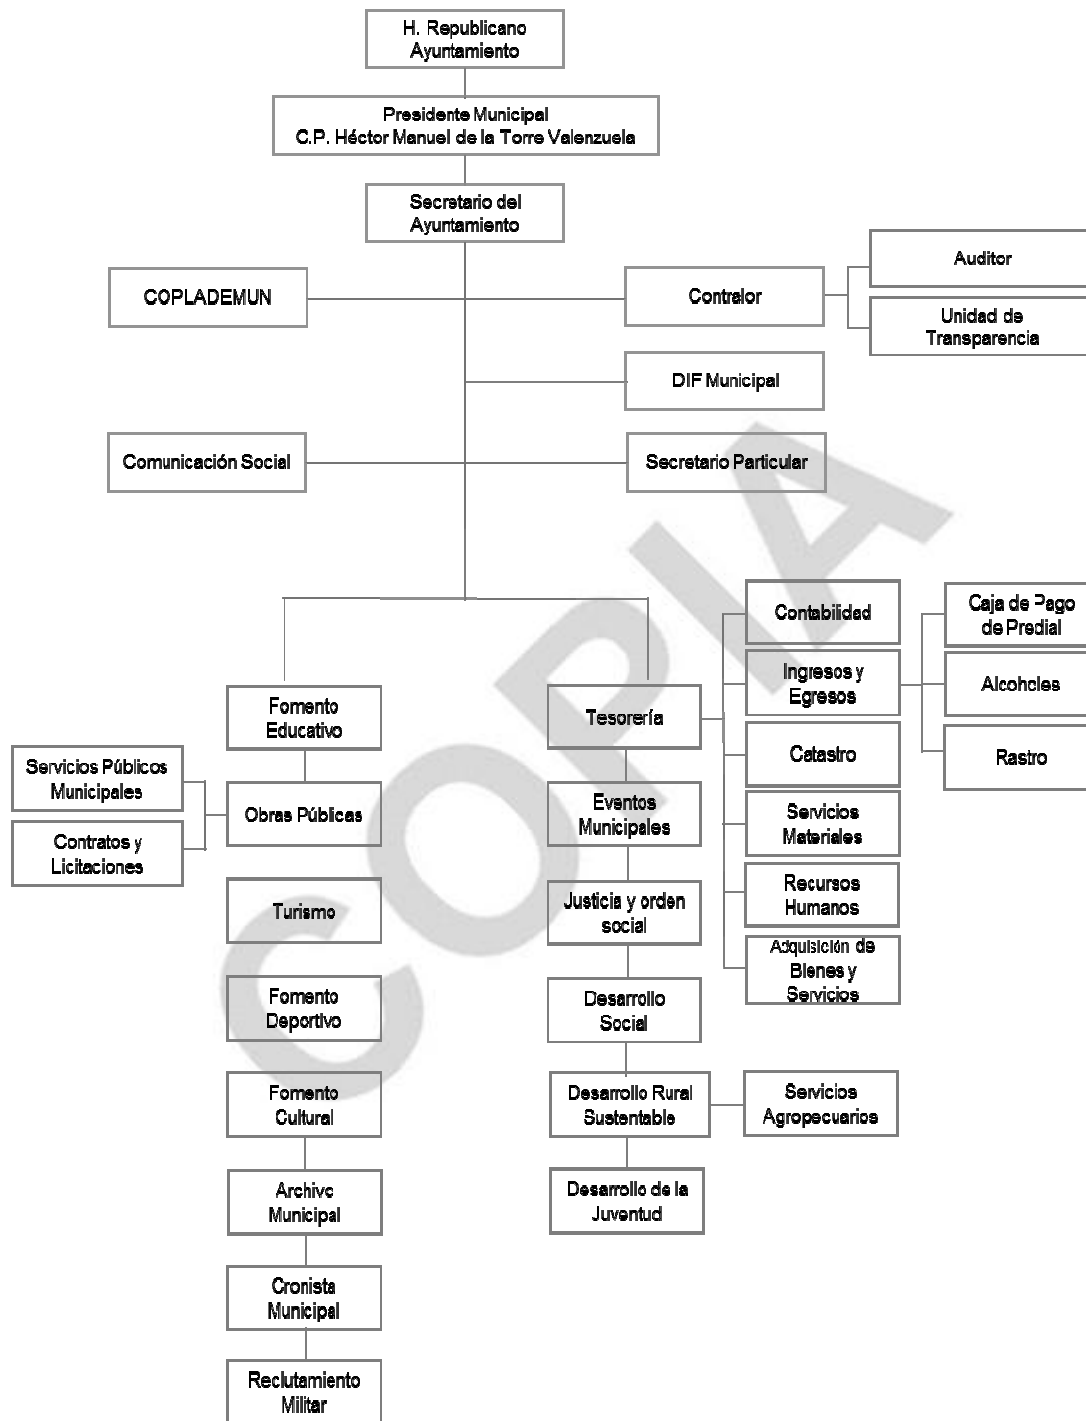 H. Republicano
Ayuntamiento
Presidente Municipal
C.P. Héctor Manuel de la Torre Valenzuela
Secretario del
Ayuntamiento
COPLADEMUN
Contralor
Auditor
Unidad de
Transparencia
DIF Municipal
Comunicación Social
Secretario Particular
Fomento
Educativo
Servicios Públicos
Municipales
Contratos y
Licitaciones
Obras Públicas
Turismo
Fomento
Deportivo
Fomento
Cultural
Archivo
Municipal
Cronista
Municipal
Reclutamiento
Militar
Tesorería
Eventos
Municipales
Justicia y orden
social
Desarrollo
Social
Desarrollo Rural
Sustentable
Servicios
Agropecuarios
Desarrollo de la
Juventud
Contabilidad
Ingresos y
Egresos
Catastro
Servicios
Materiales
Recursos
Humanos
Adquisición de
Bienes y
Servicios
Caja de Pago
de Predial
Alcoholes
Rastro
COPIA